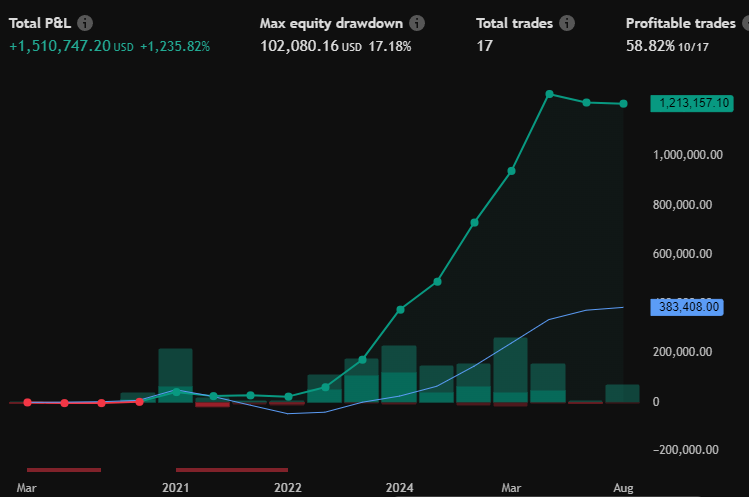 Total P&L Max equity drawdown Total trades Profitable trades
+1,510,747.20 USD +1,235.82% 102,080.16 USD 17.18% 17 58.82% 10/17
1,213,157.10
1,000,000.00
800,000.00
600,000.00
383,408.00
200,000.00
0
−200,000.00
Mar 2021 2022 2024 Mar Aug